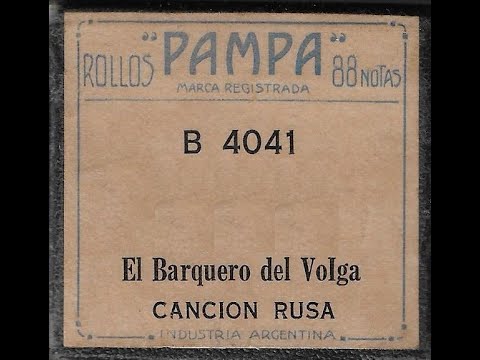 ROLLOS "PAMPA" 88 NOTAS
MARCA REGISTRADA
B 4041
El Barquero del Volga
CANCION RUSA
INDUSTRIA ARGENTINA